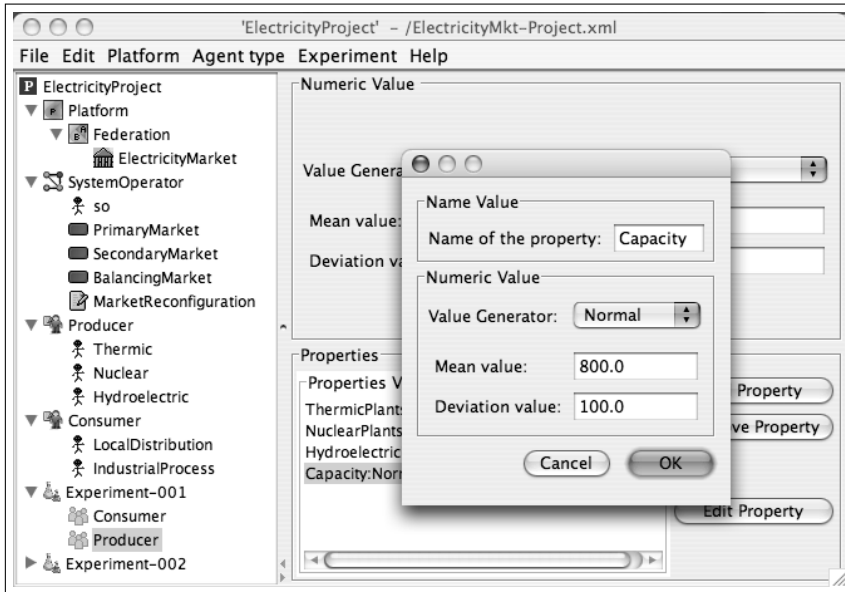 'ElectricityProject' - /ElectricityMkt-Project.xml
File Edit Platform Agent type Experiment Help
P ElectricityProject
Platform
Federation
ElectricityMarket
SystemOperator
so
PrimaryMarket
SecondaryMarket
BalancingMarket
MarketReconfiguration
Producer
Thermic
Nuclear
Hydroelectric
Consumer
LocalDistribution
IndustrialProcess
Experiment-001
Consumer
Producer
Experiment-002
Numeric Value
Value Genera
Mean value:
Deviation va
Properties
Properties V
ThermicPlants
NuclearPlants
Hydroelectric
Capacity:Nor
Property
ve Property
Edit Property
Name Value
Name of the property: Capacity
Numeric Value
Value Generator: Normal
Mean value: 800.0
Deviation value: 100.0
Cancel OK